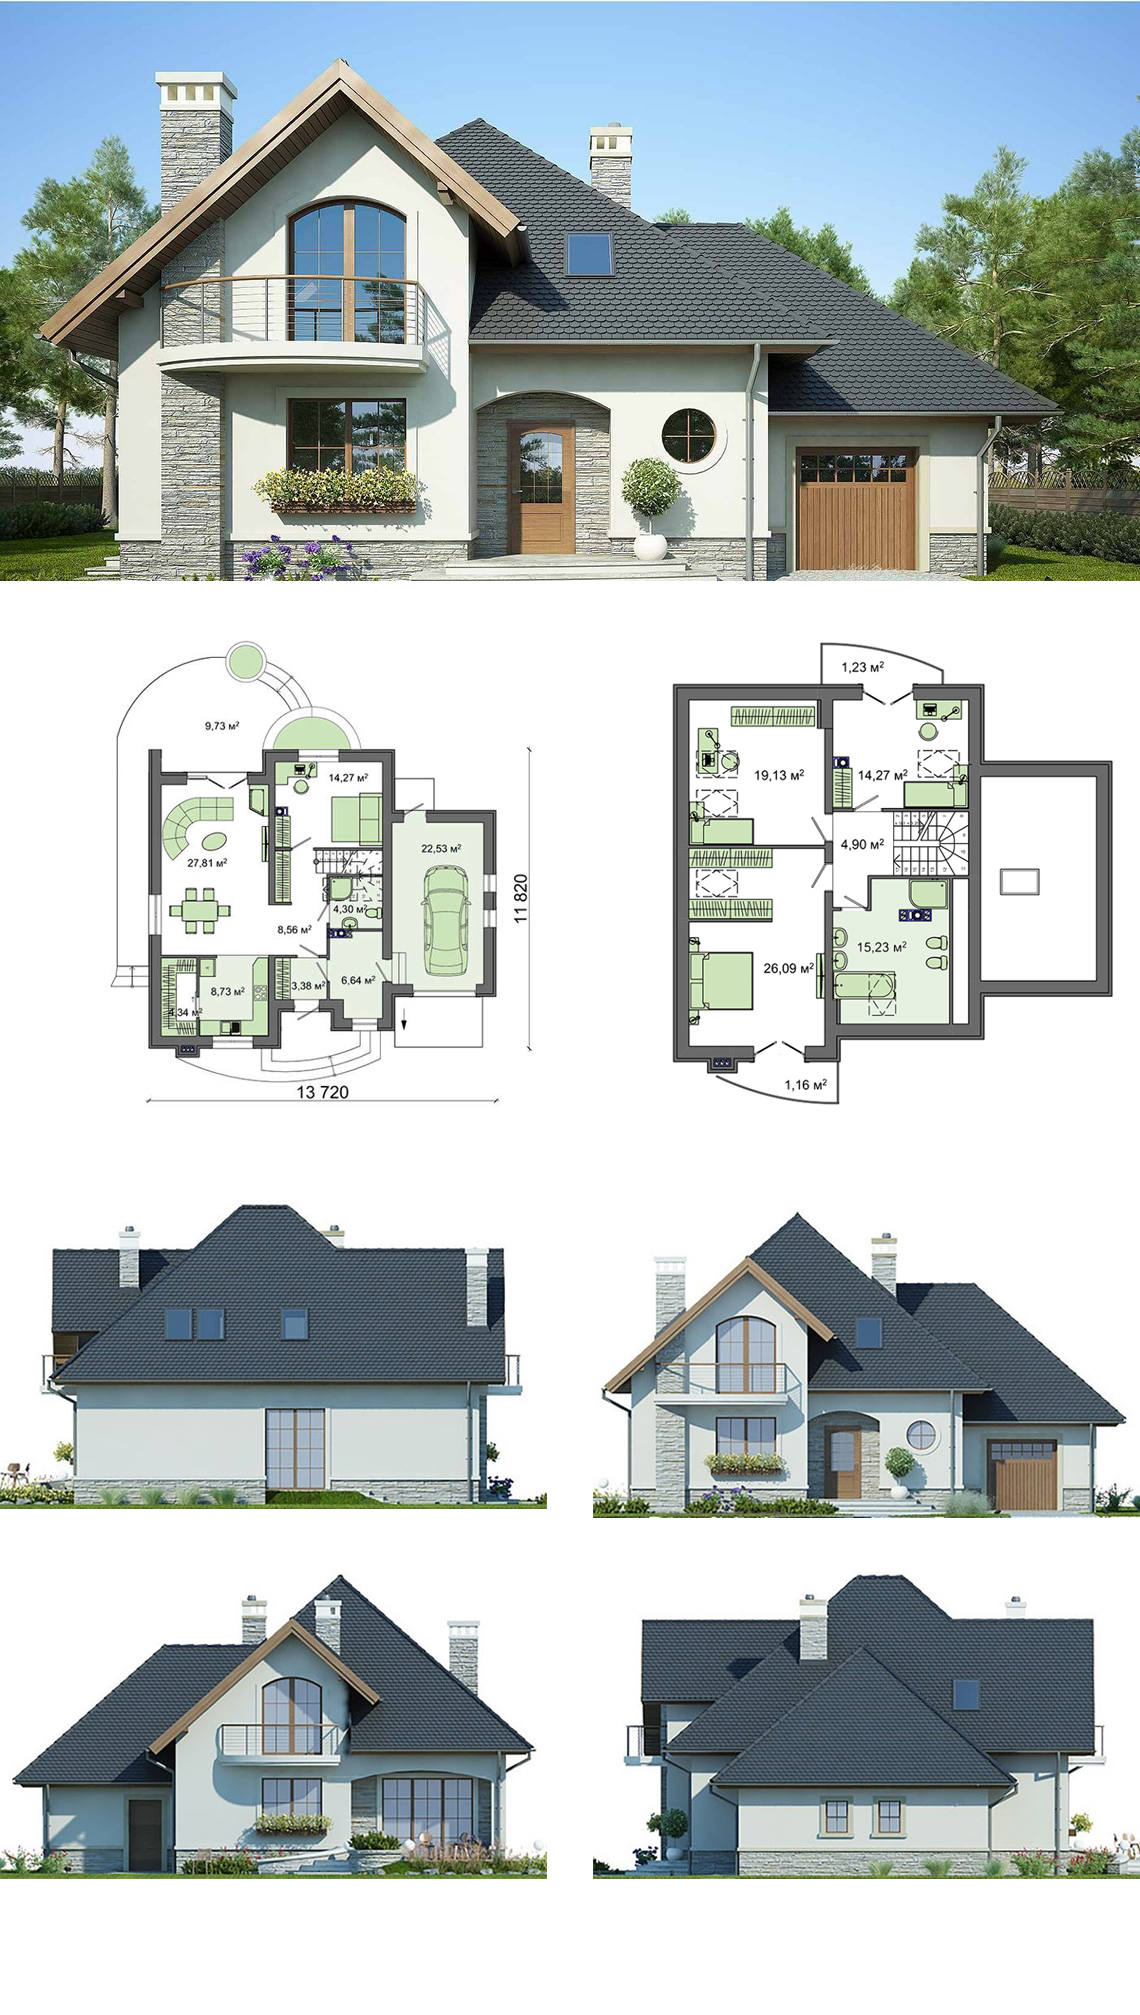 9,73 м²
14,27 м²
27,81 м²
22,53 м²
4,30 м²
8,56 м²
6,64 м²
3,38 м²
8,73 м²
4,34 м²
11 820
13 720
1,23 м²
19,13 м²
14,27 м²
4,90 м²
15,23 м²
26,09 м²
1,16 м²